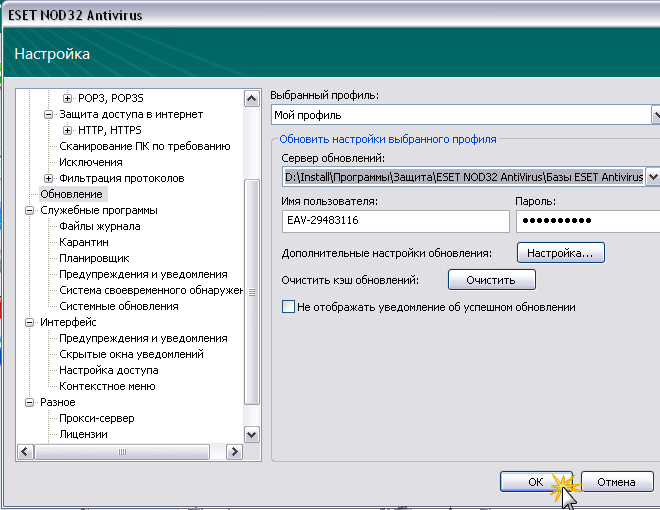 ESET NOD32 Antivirus
Настройка
POP3, POP3S
Защита доступа в интернет
HTTP, HTTPS
Сканирование ПК по требованию
Исключения
Фильтрация протоколов
Обновление
Служебные программы
Файлы журнала
Карантин
Планировщик
Предупреждения и уведомления
Система своевременного обнаружен
Системные обновления
Интерфейс
Предупреждения и уведомления
Скрытые окна уведомлений
Настройка доступа
Контекстное меню
Разное
Прокси-сервер
Лицензии
Выбранный профиль:
Мой профиль
Обновить настройки выбранного профиля
Сервер обновлений:
D:\Install\Программы\Защита\ESET NOD32 AntiVirus\Базы ESET Antivirus
Имя пользователя:
Пароль:
EAV-29483116
●●●●●●●●●●
Дополнительные настройки обновления:
Настройка...
Очистить кэш обновлений:
Очистить
Не отображать уведомление об успешном обновлении
OK
Отмена